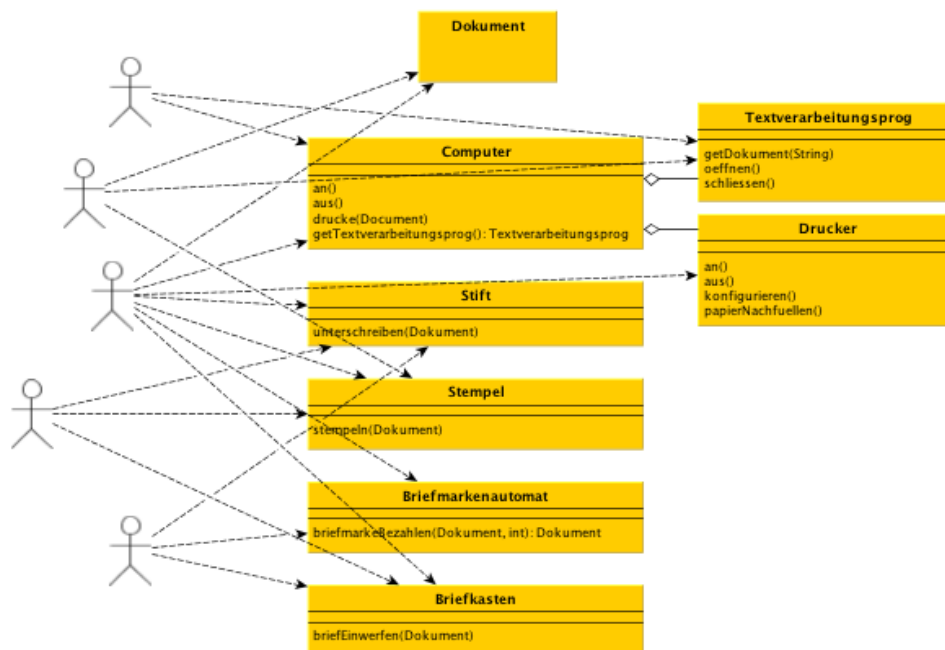 Dokument
Textverarbeitungsprog
getDokument(String)
oeffnen()
schliessen()
Computer
an()
aus()
drucke(Document)
getTextverarbeitungsprog(): Textverarbeitungsprog
Drucker
an()
aus()
konfigurieren()
papierNachfuellen()
Stift
unterschreiben(Dokument)
Stempel
stempeln(Dokument)
Briefmarkenautomat
briefmarkeBezahlen(Dokument, int): Dokument
Briefkasten
briefEinwerfen(Dokument)